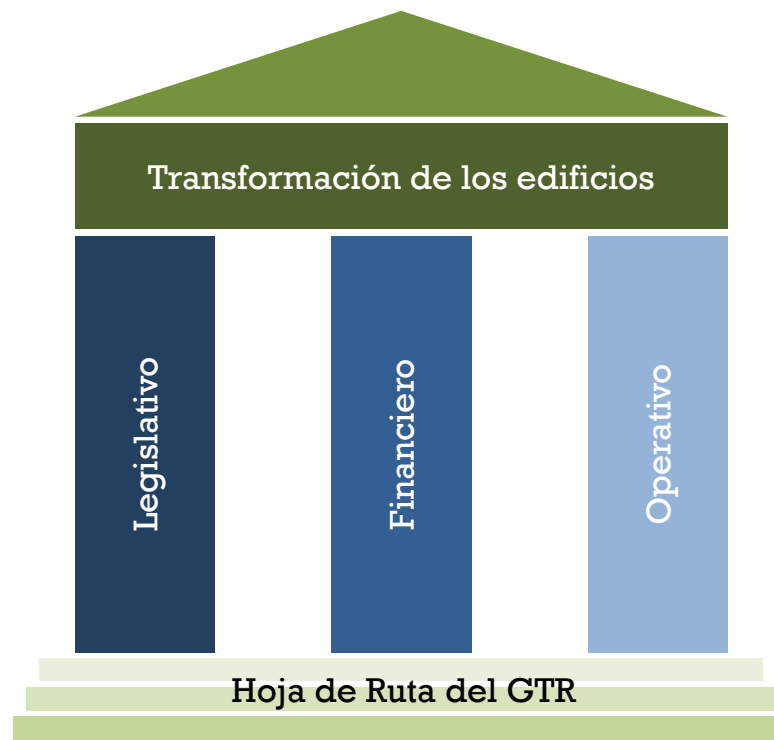 Transformación de los edificios
Legislativo
Financiero
Operativo
Hoja de Ruta del GTR